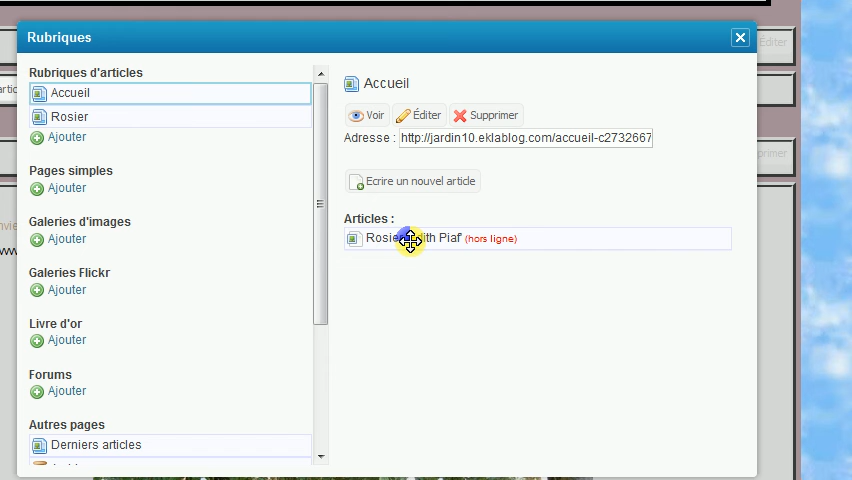 Rubriques
Rubriques d'articles
Accueil
Rosier
Ajouter
Pages simples
Ajouter
Galeries d'images
Ajouter
Galeries Flickr
Ajouter
Livre d'or
Ajouter
Forums
Ajouter
Autres pages
Derniers articles
Accueil
Voir
Éditer
Supprimer
Adresse : http://jardin10.eklablog.com/accueil-c2732667
Ecrire un nouvel article
Articles :
Piaf' (hors ligne)
Éditer